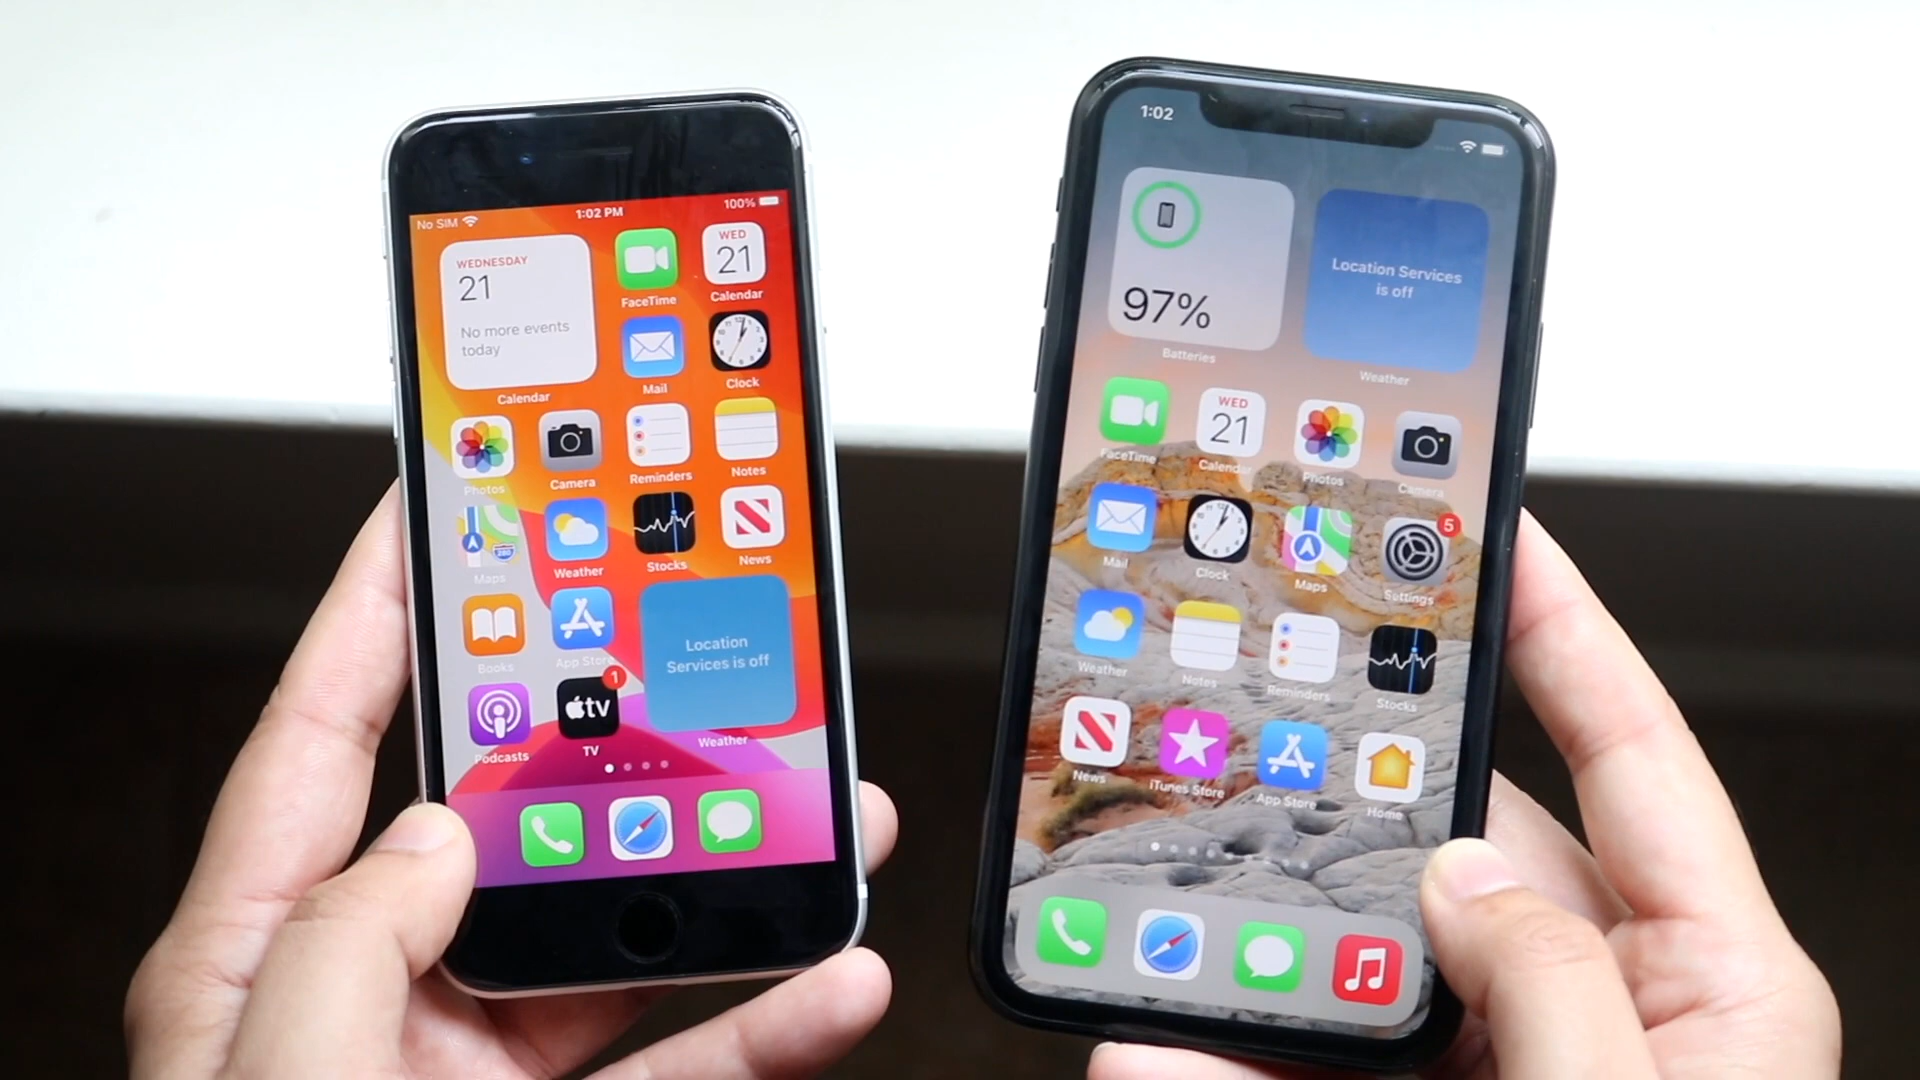 No SIM
1:02 PM
100%
WEDNESDAY
21
No more events
today
Calendar
FaceTime
WED
21
Calendar
Mail
Clock
Photos
Camera
Reminders
Notes
280
Maps
Weather
Stocks
News
Books
App Store
Location
Services is off
Weather
Podcasts
1
tv
TV
1:02
97%
Batteries
Location Services
is off
Weather
FaceTime
WED
21
Calendar
Photos
Camera
Mail
12
Clock
Maps
5
Settings
Weather
Notes
Reminders
Stocks
News
iTunes Store
App Store
Home